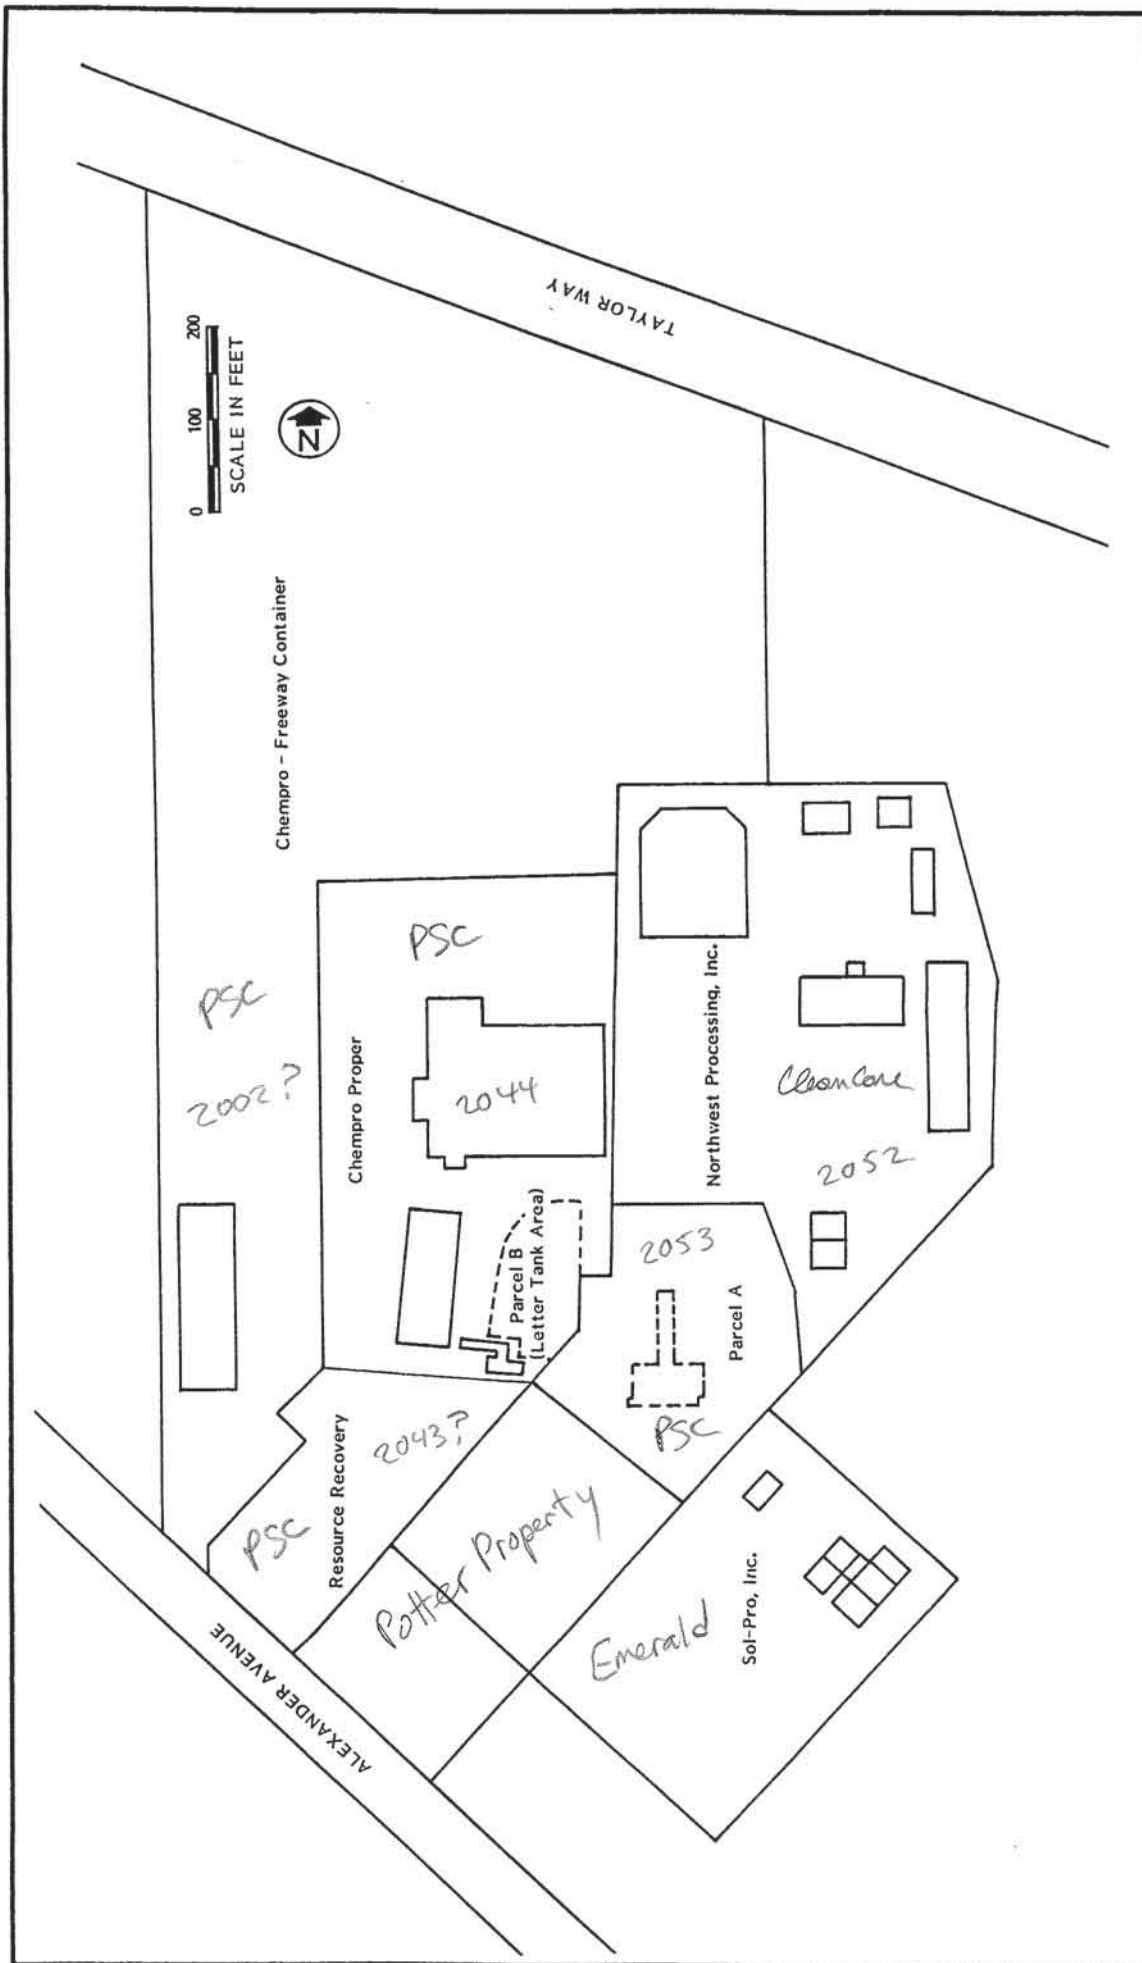 TAYLOR WAY
0 100 200
SCALE IN FEET
N
Chempro - Freeway Container
PSC
2002?
PSC
Chempro Proper
2044
Parcel B
(Letter Tank Area)
Northwest Processing, Inc.
CleanCare
2052
2053
Parcel A
PSC
Resource Recovery
2043?
PSC
Potter Property
Emerald
Sol-Pro, Inc.
ALEXANDER AVENUE